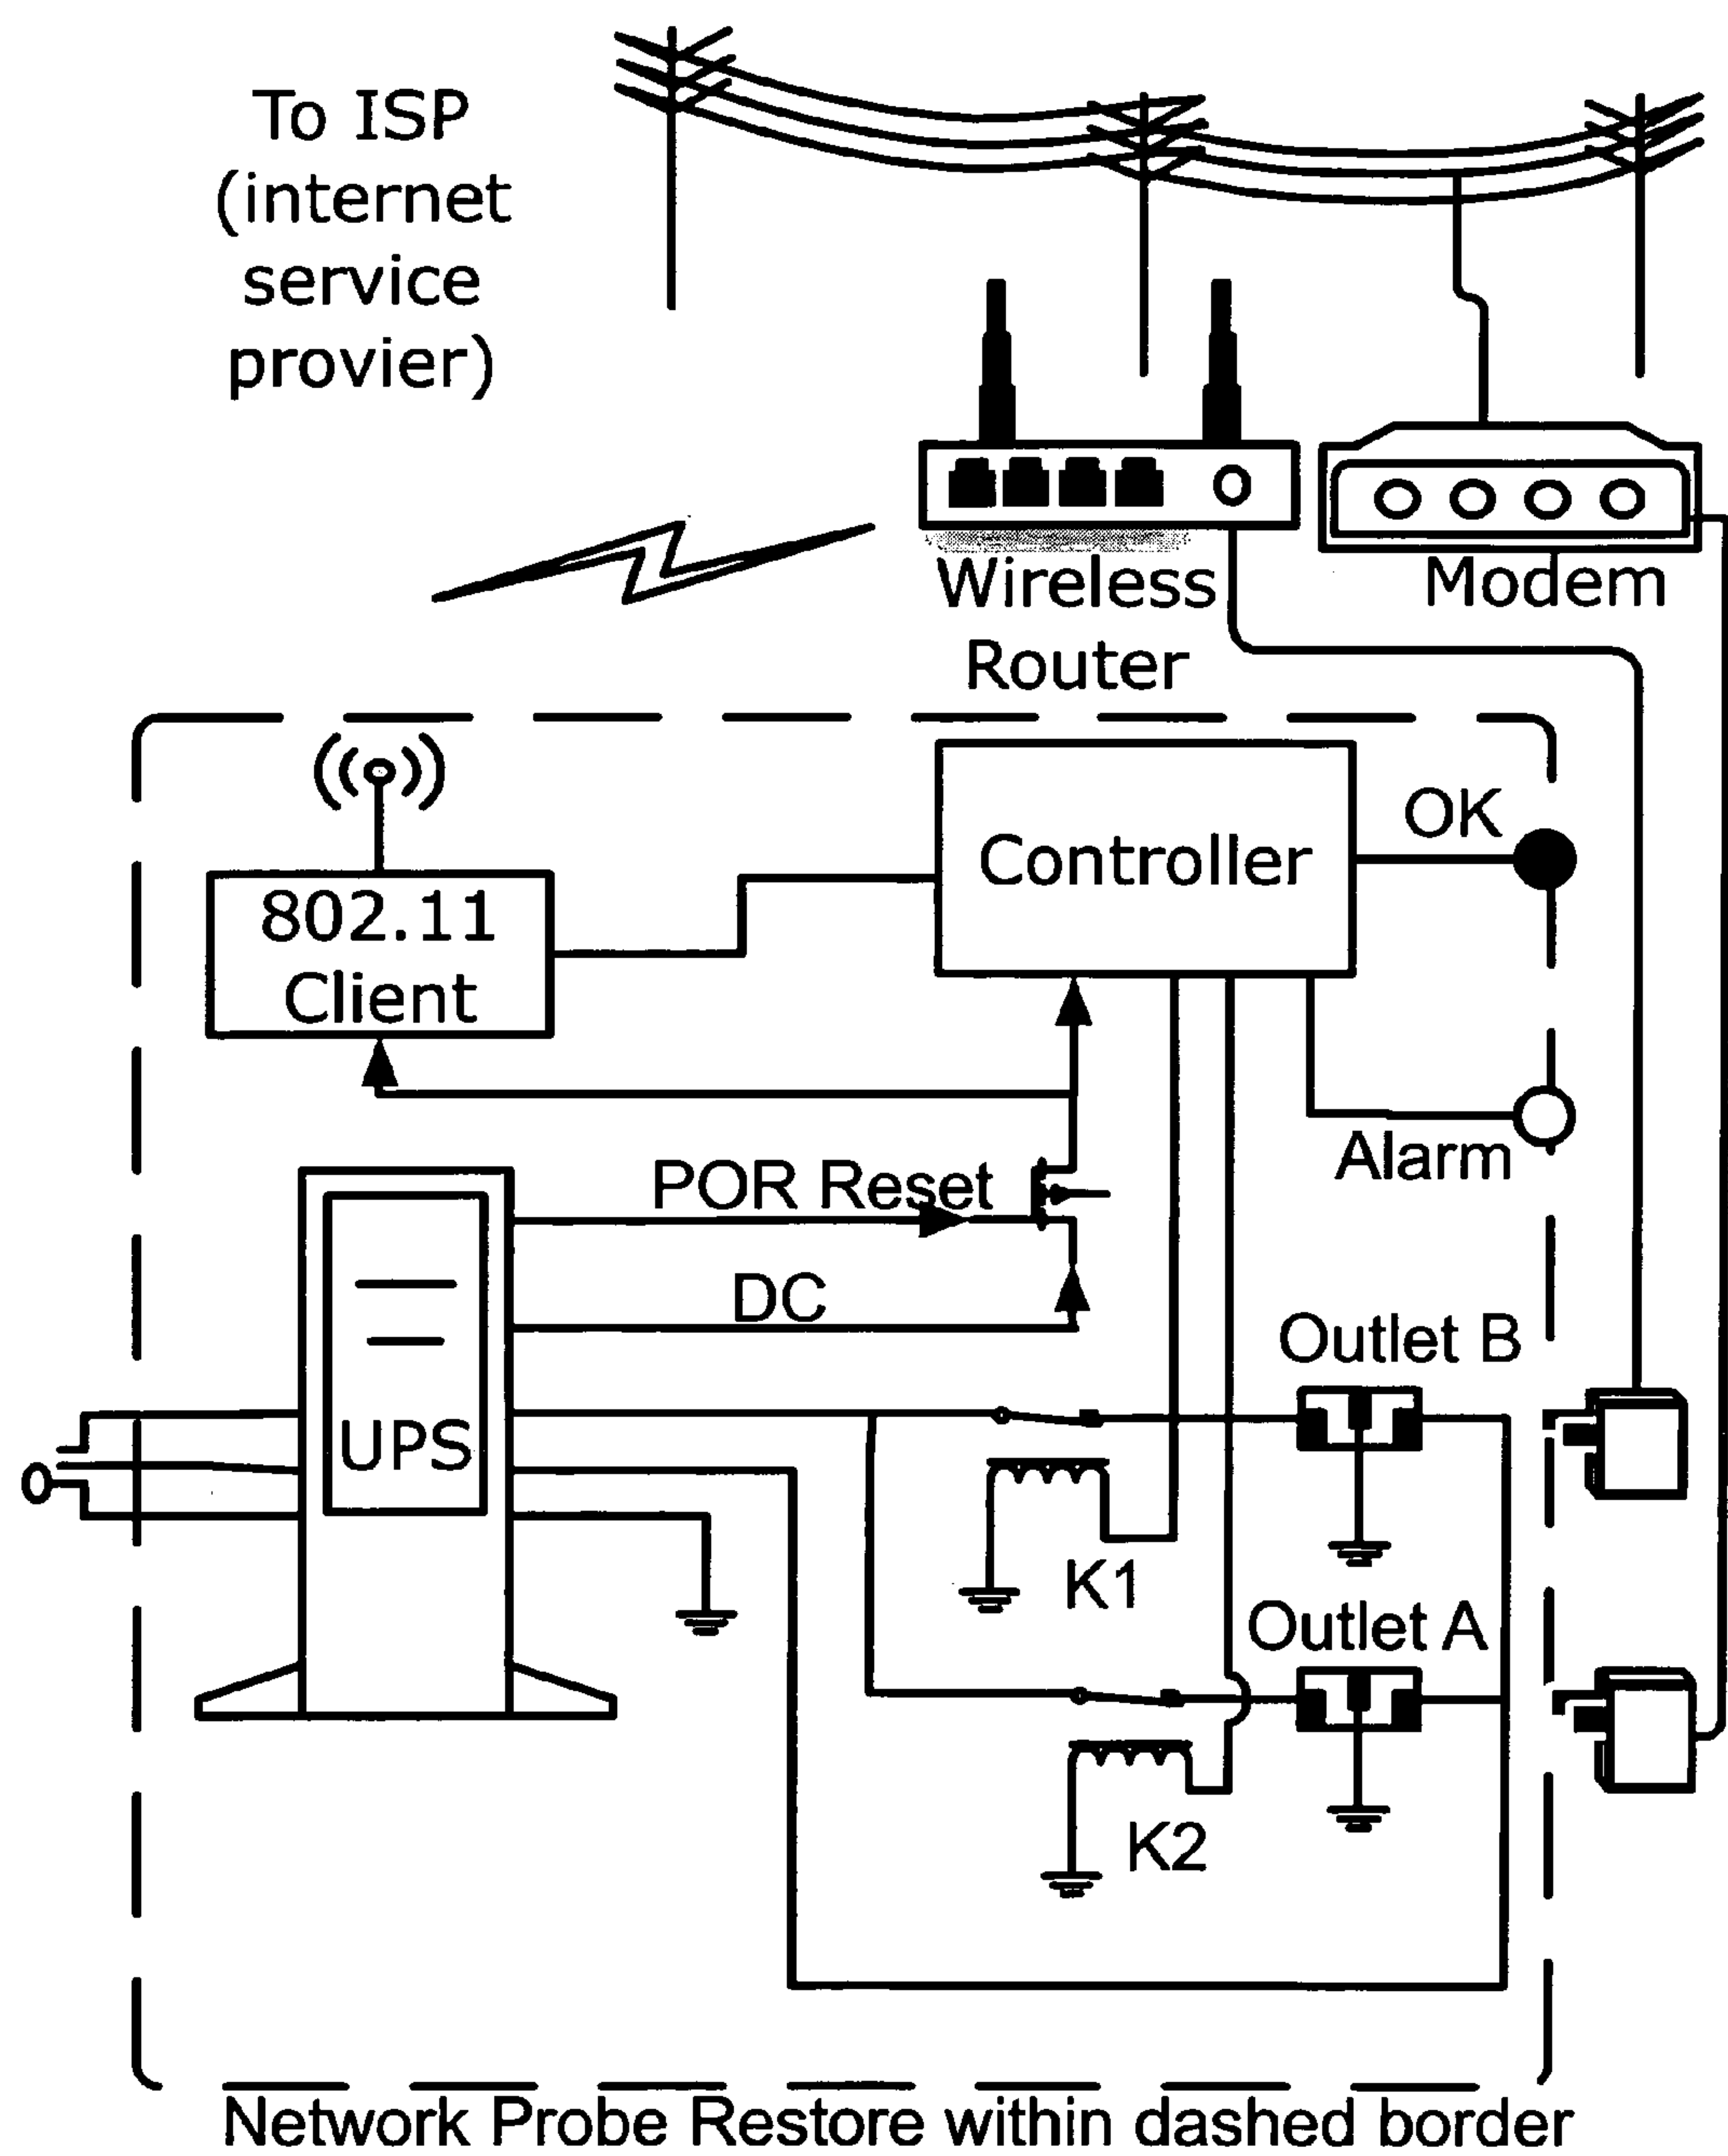 To ISP
(internet
service
provier)
Wireless
Router
Modem
Controller
OK
802.11
Client
Alarm
POR Reset
DC
UPS
Outlet B
K1
Outlet A
K2
Network Probe Restore within dashed border